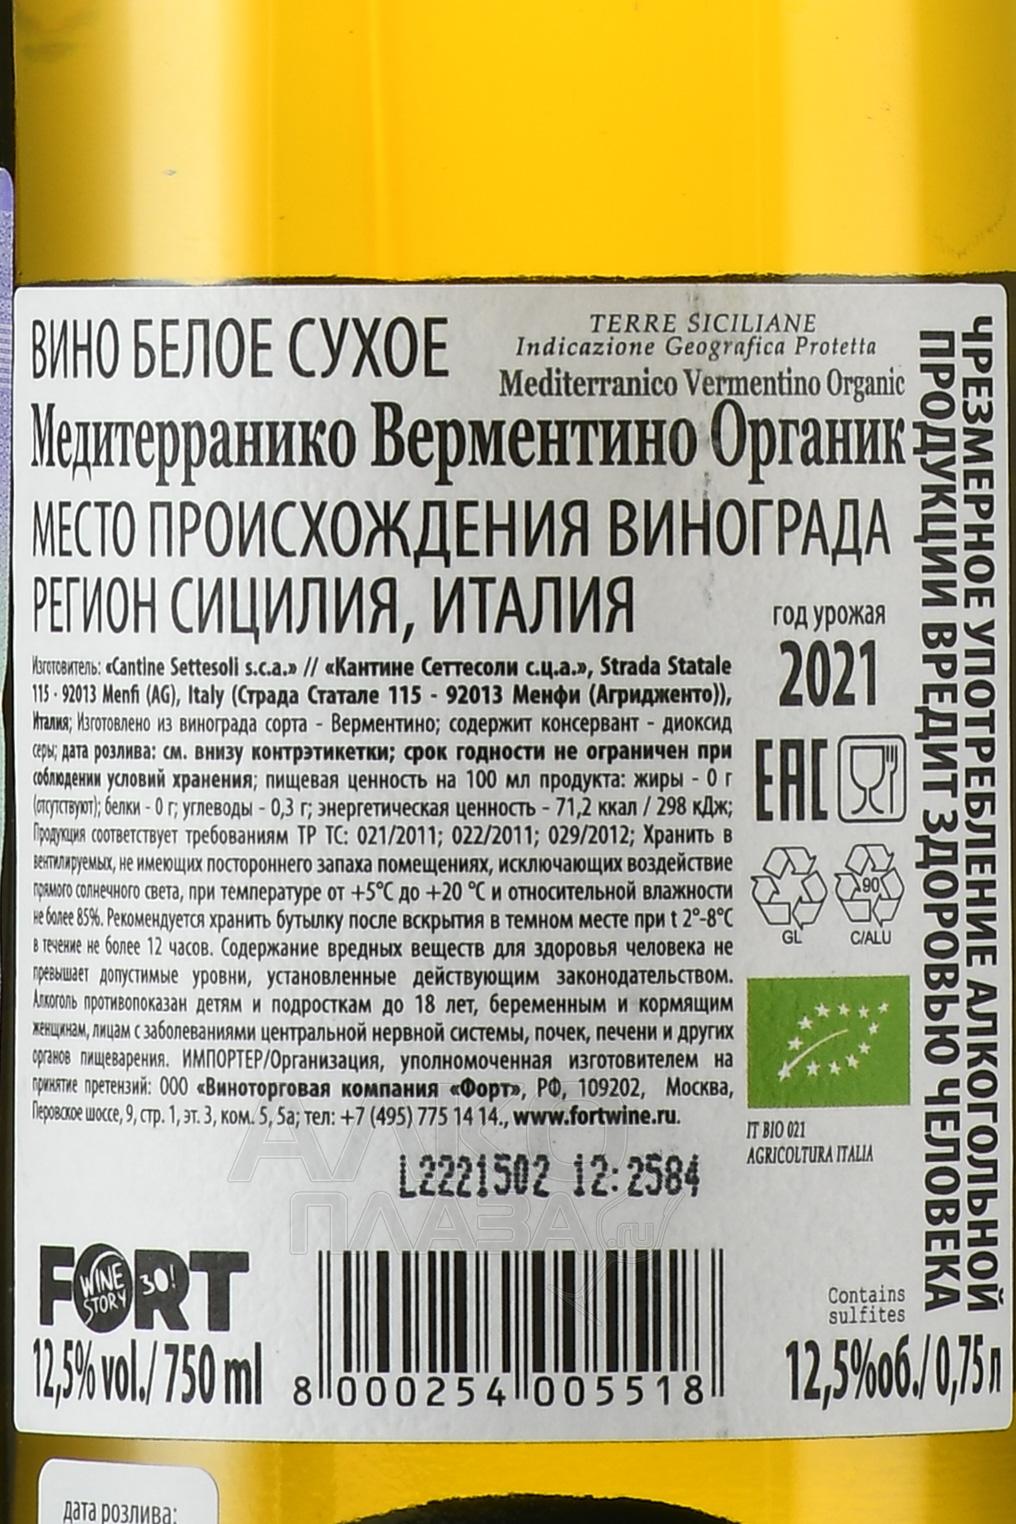 ВИНО БЕЛОЕ СУХОЕ
TERRE SICILIANE
Indicazione Geografica Protetta
Mediterranico Vermentino Organic
Медитерранико Верментино Органик
МЕСТО ПРОИСХОЖДЕНИЯ ВИНОГРАДА
РЕГИОН СИЦИЛИЯ, ИТАЛИЯ
год урожая
2021
Изготовитель: «Cantine Settesoli s.c.a.» // «Кантине Сеттесоли с.ц.а.», Strada Statale
115 - 92013 Menfi (AG), Italy (Страда Статале 115 - 92013 Менфи (Агридженто)),
Италия; Изготовлено из винограда сорта - Верментино; содержит консервант - диоксид
серы; дата розлива: см. внизу контрэтикетки; срок годности не ограничен при
соблюдении условий хранения; пищевая ценность на 100 мл продукта: жиры - 0 г
(отсутствуют); белки - 0 г; углеводы - 0,3 г; энергетическая ценность - 71,2 ккал / 298 кДж;
Продукция соответствует требованиям ТР ТС: 021/2011; 022/2011; 029/2012; Хранить в
вентилируемых, не имеющих постороннего запаха помещениях, исключающих воздействие
прямого солнечного света, при температуре от +5°С до +20 °С и относительной влажности
не более 85%. Рекомендуется хранить бутылку после вскрытия в темном месте при t 2°-8°С
в течение не более 12 часов. Содержание вредных веществ для здоровья человека не
превышает допустимые уровни, установленные действующим законодательством.
Алкоголь противопоказан детям и подросткам до 18 лет, беременным и кормящим
женщинам, лицам с заболеваниями центральной нервной системы, почек, печени и других
органов пищеварения. ИМПОРТЕР/Организация, уполномоченная изготовителем на
принятие претензий: ООО «Виноторговая компания «Форт», РФ, 109202, Москва,
Перовское шоссе, 9, стр. 1, эт. 3, ком. 5, 5а; тел: +7 (495) 775 14 14., www.fortwine.ru.
EAC
GL
90
C/ALU
IT BIO 021
AGRICOLTURA ITALIA
L2221502 12:2584
АЛКО
ПЛАЗА.ru
FORT
WINE
STORY
30!
12,5% vol./ 750 ml
8 000254 005518
Contains
sulfites
12,5%об./ 0,75 л
ЧРЕЗМЕРНОЕ УПОТРЕБЛЕНИЕ АЛКОГОЛЬНОЙ
ПРОДУКЦИИ ВРЕДИТ ЗДОРОВЬЮ ЧЕЛОВЕКА
дата розлива: